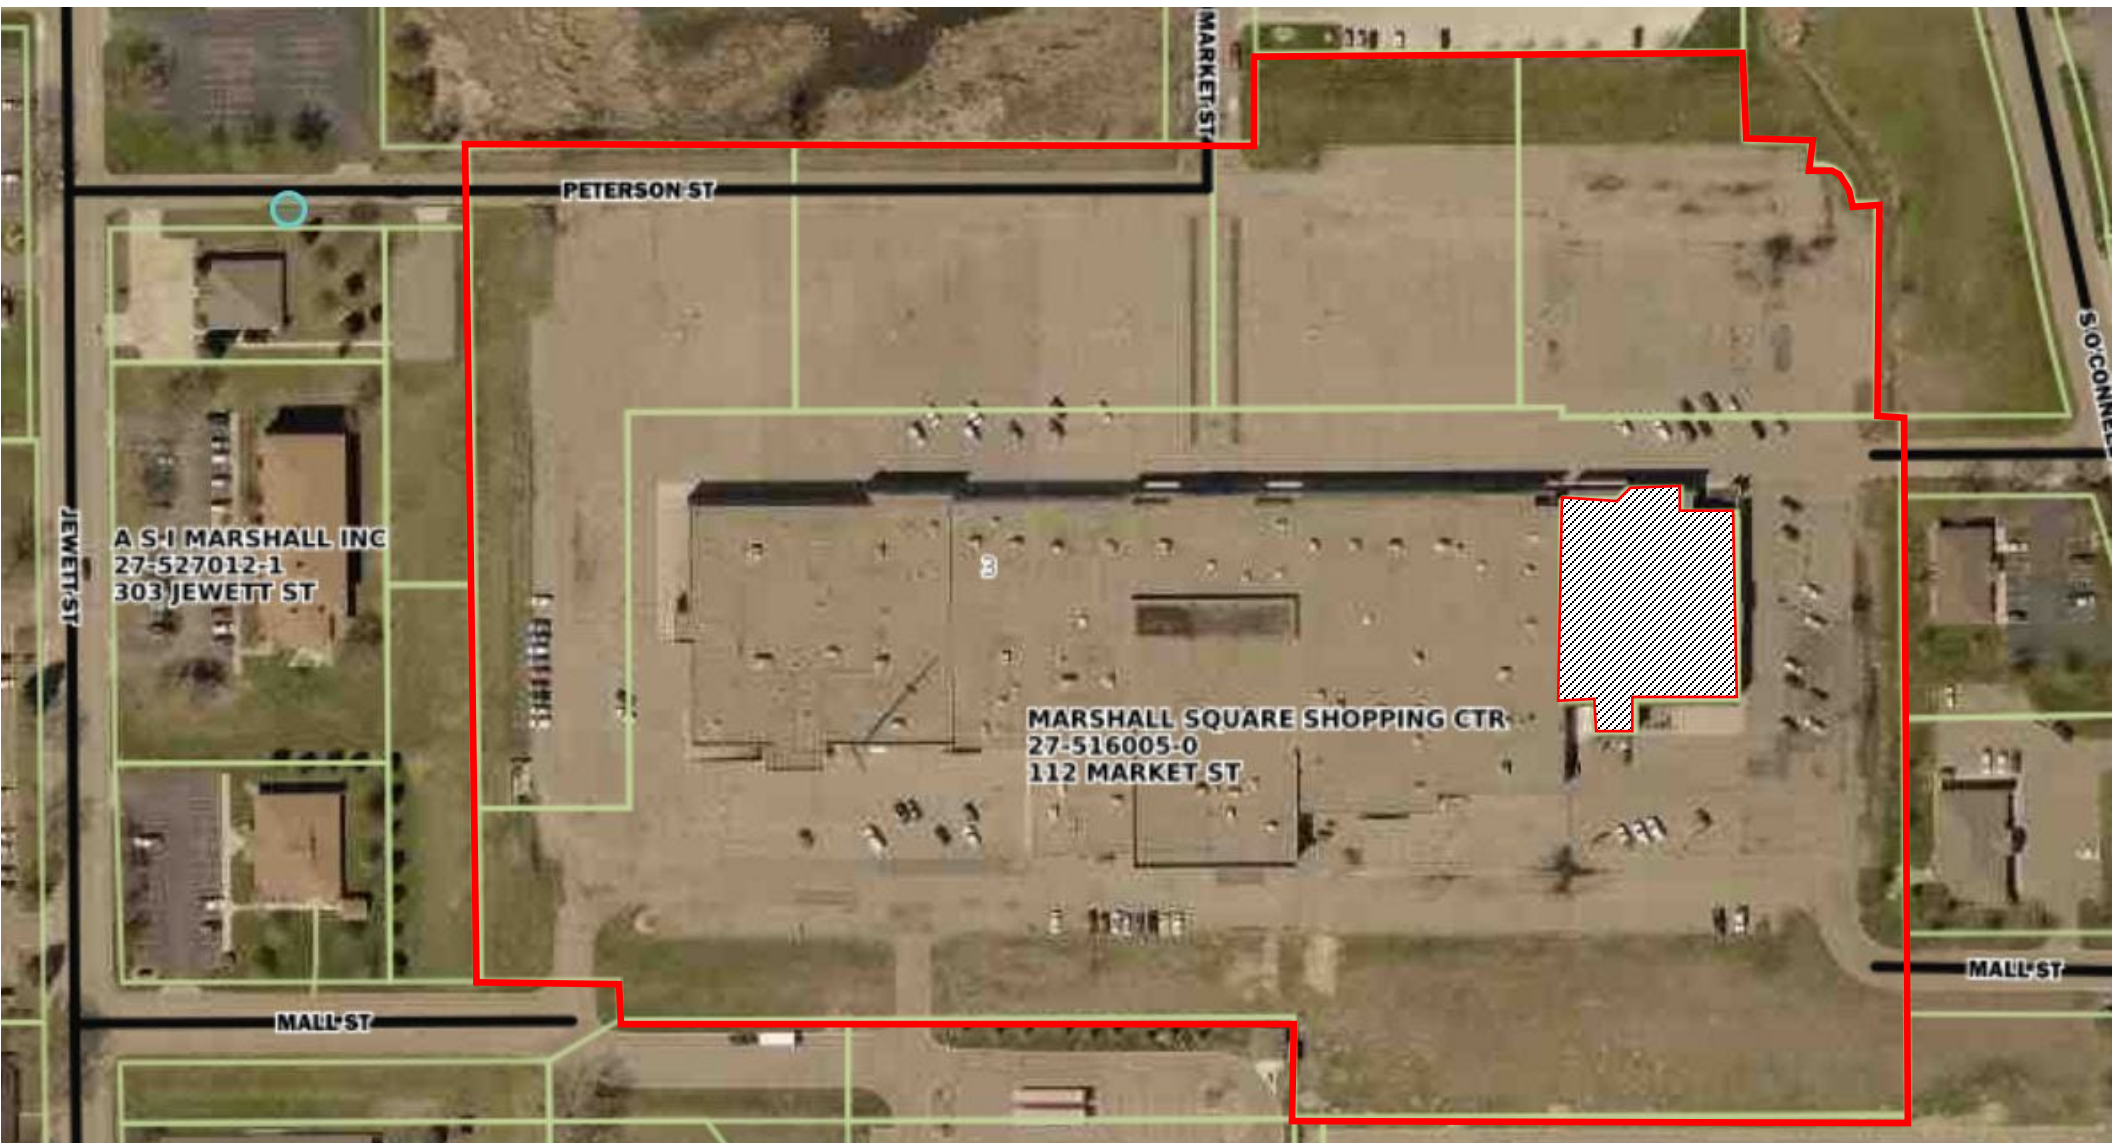 MARKET ST
PETERSON ST
S O'CONNELL
JEWETT ST
A S I MARSHALL INC
27-527012-1
303 JEWETT ST
3
MARSHALL SQUARE SHOPPING CTR
27-516005-0
112 MARKET ST
MALL ST
MALL ST